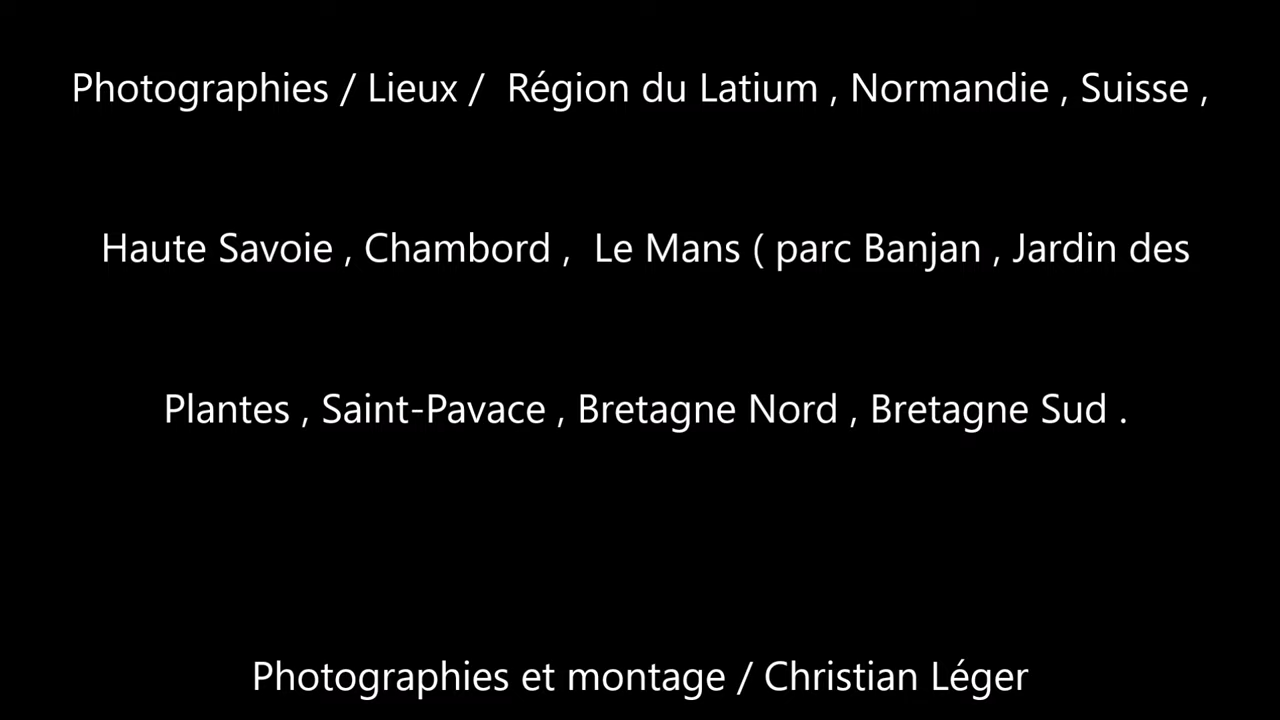 Photographies / Lieux /  Région du Latium , Normandie , Suisse ,
Haute Savoie , Chambord ,  Le Mans ( parc Banjan , Jardin des
Plantes , Saint-Pavace , Bretagne Nord , Bretagne Sud .
Photographies et montage / Christian Léger